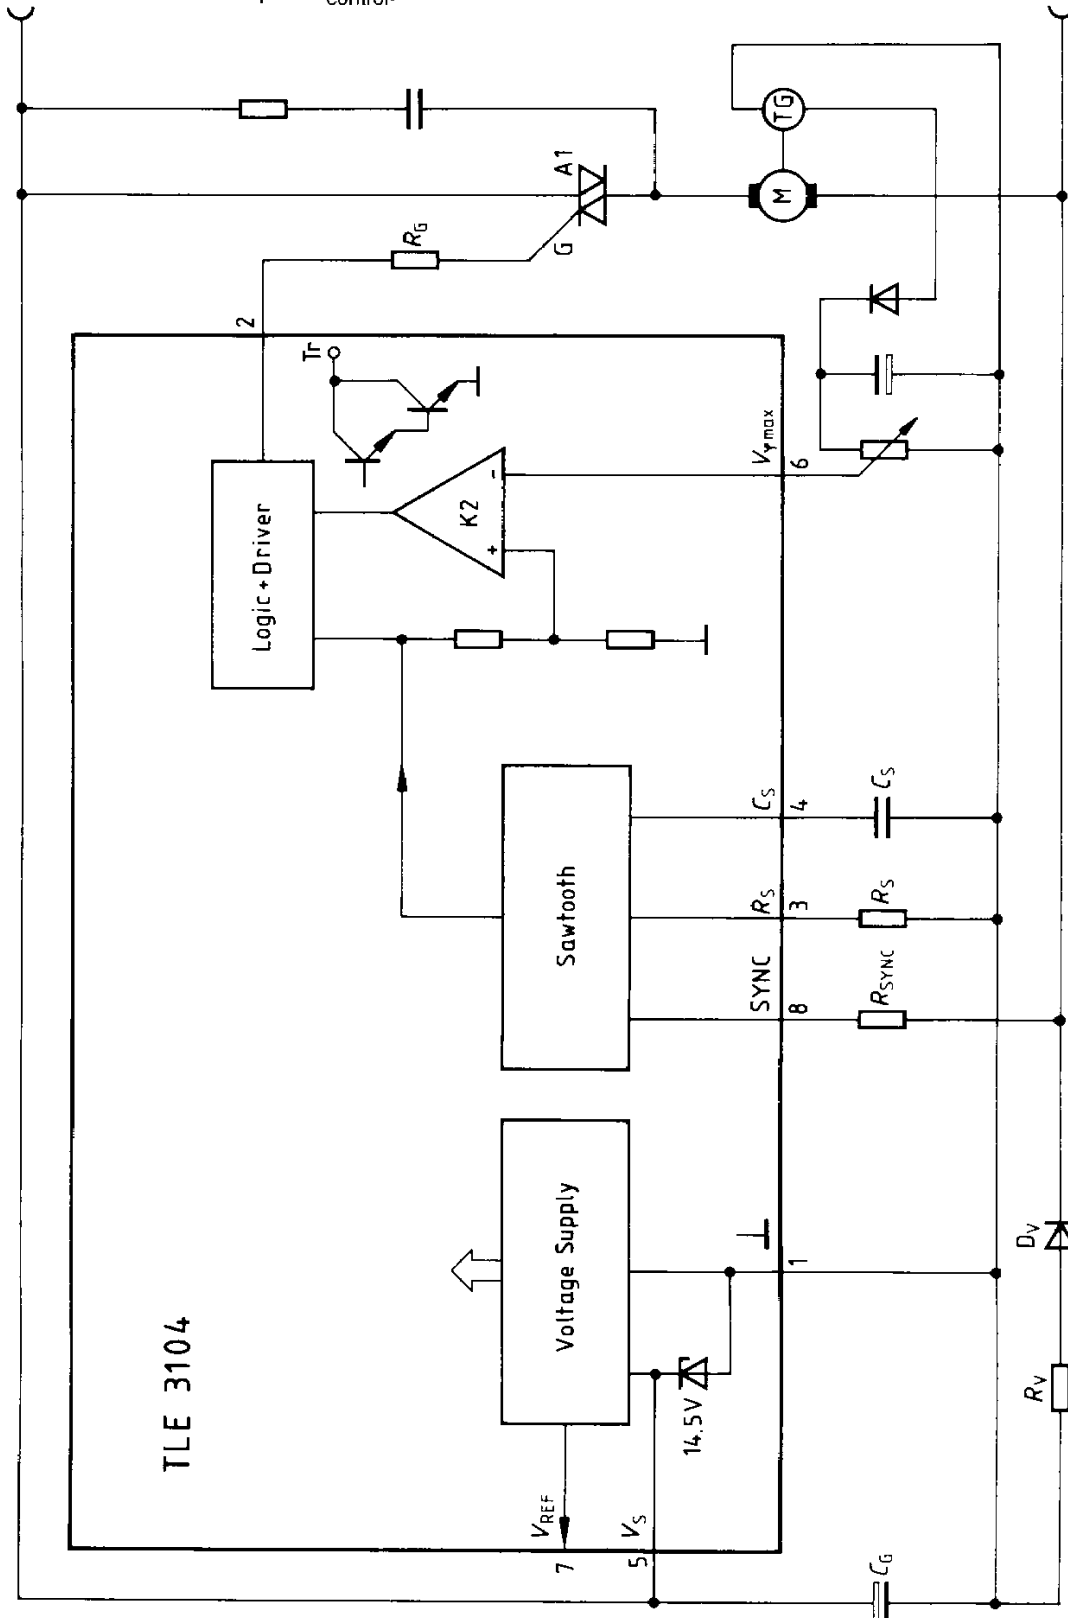 control.
TLE 3104
Voltage Supply
Sawtooth
Logic+Driver
K2
+
-
Tr
2
R_G
G
A1
M
TG
V_Ymax
6
C_S
4
C_S
R_S
3
R_S
SYNC
8
R_SYNC
1
14.5V
V_REF
7
V_S
5
C_G
D_V
R_V